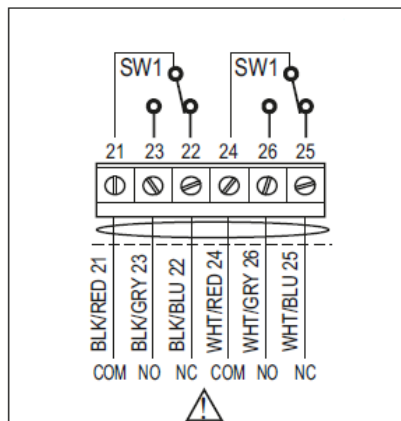 SW1 SW1
21 23 22 24 26 25
BLK/RED 21
BLK/GRY 23
BLK/BLU 22
WHT/RED 24
WHT/GRY 26
WHT/BLU 25
COM NO NC COM NO NC
!